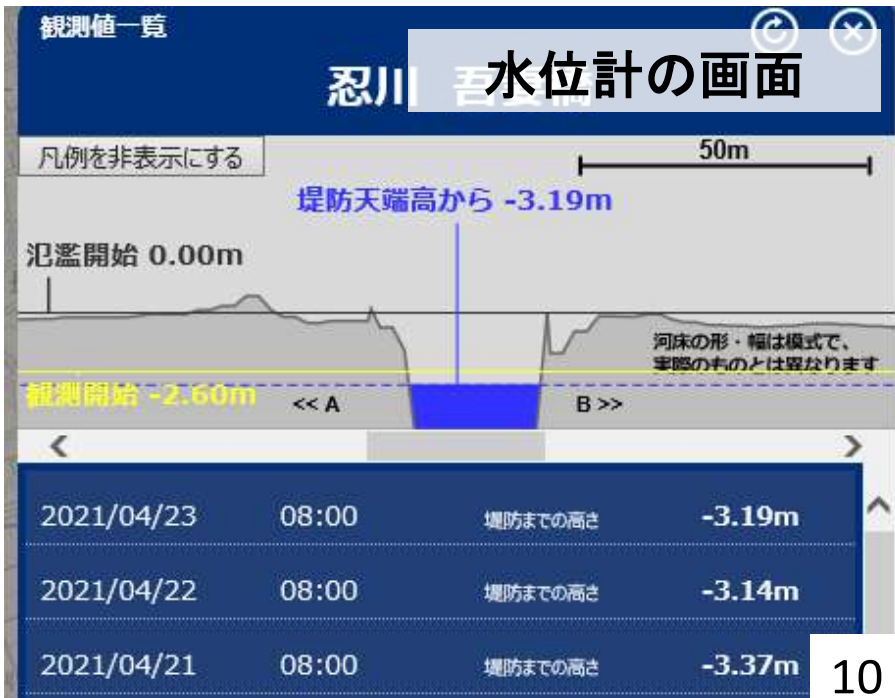 観測値一覧
水位計の画面
忍川 吾妻橋
凡例を非表示にする
50m
堤防天端高から -3.19m
氾濫開始 0.00m
河床の形・幅は模式で、
実際のものとは異なります
観測開始 -2.60m
<< A
B >>
2021/04/23 08:00 堤防までの高さ -3.19m
2021/04/22 08:00 堤防までの高さ -3.14m
2021/04/21 08:00 堤防までの高さ -3.37m
10